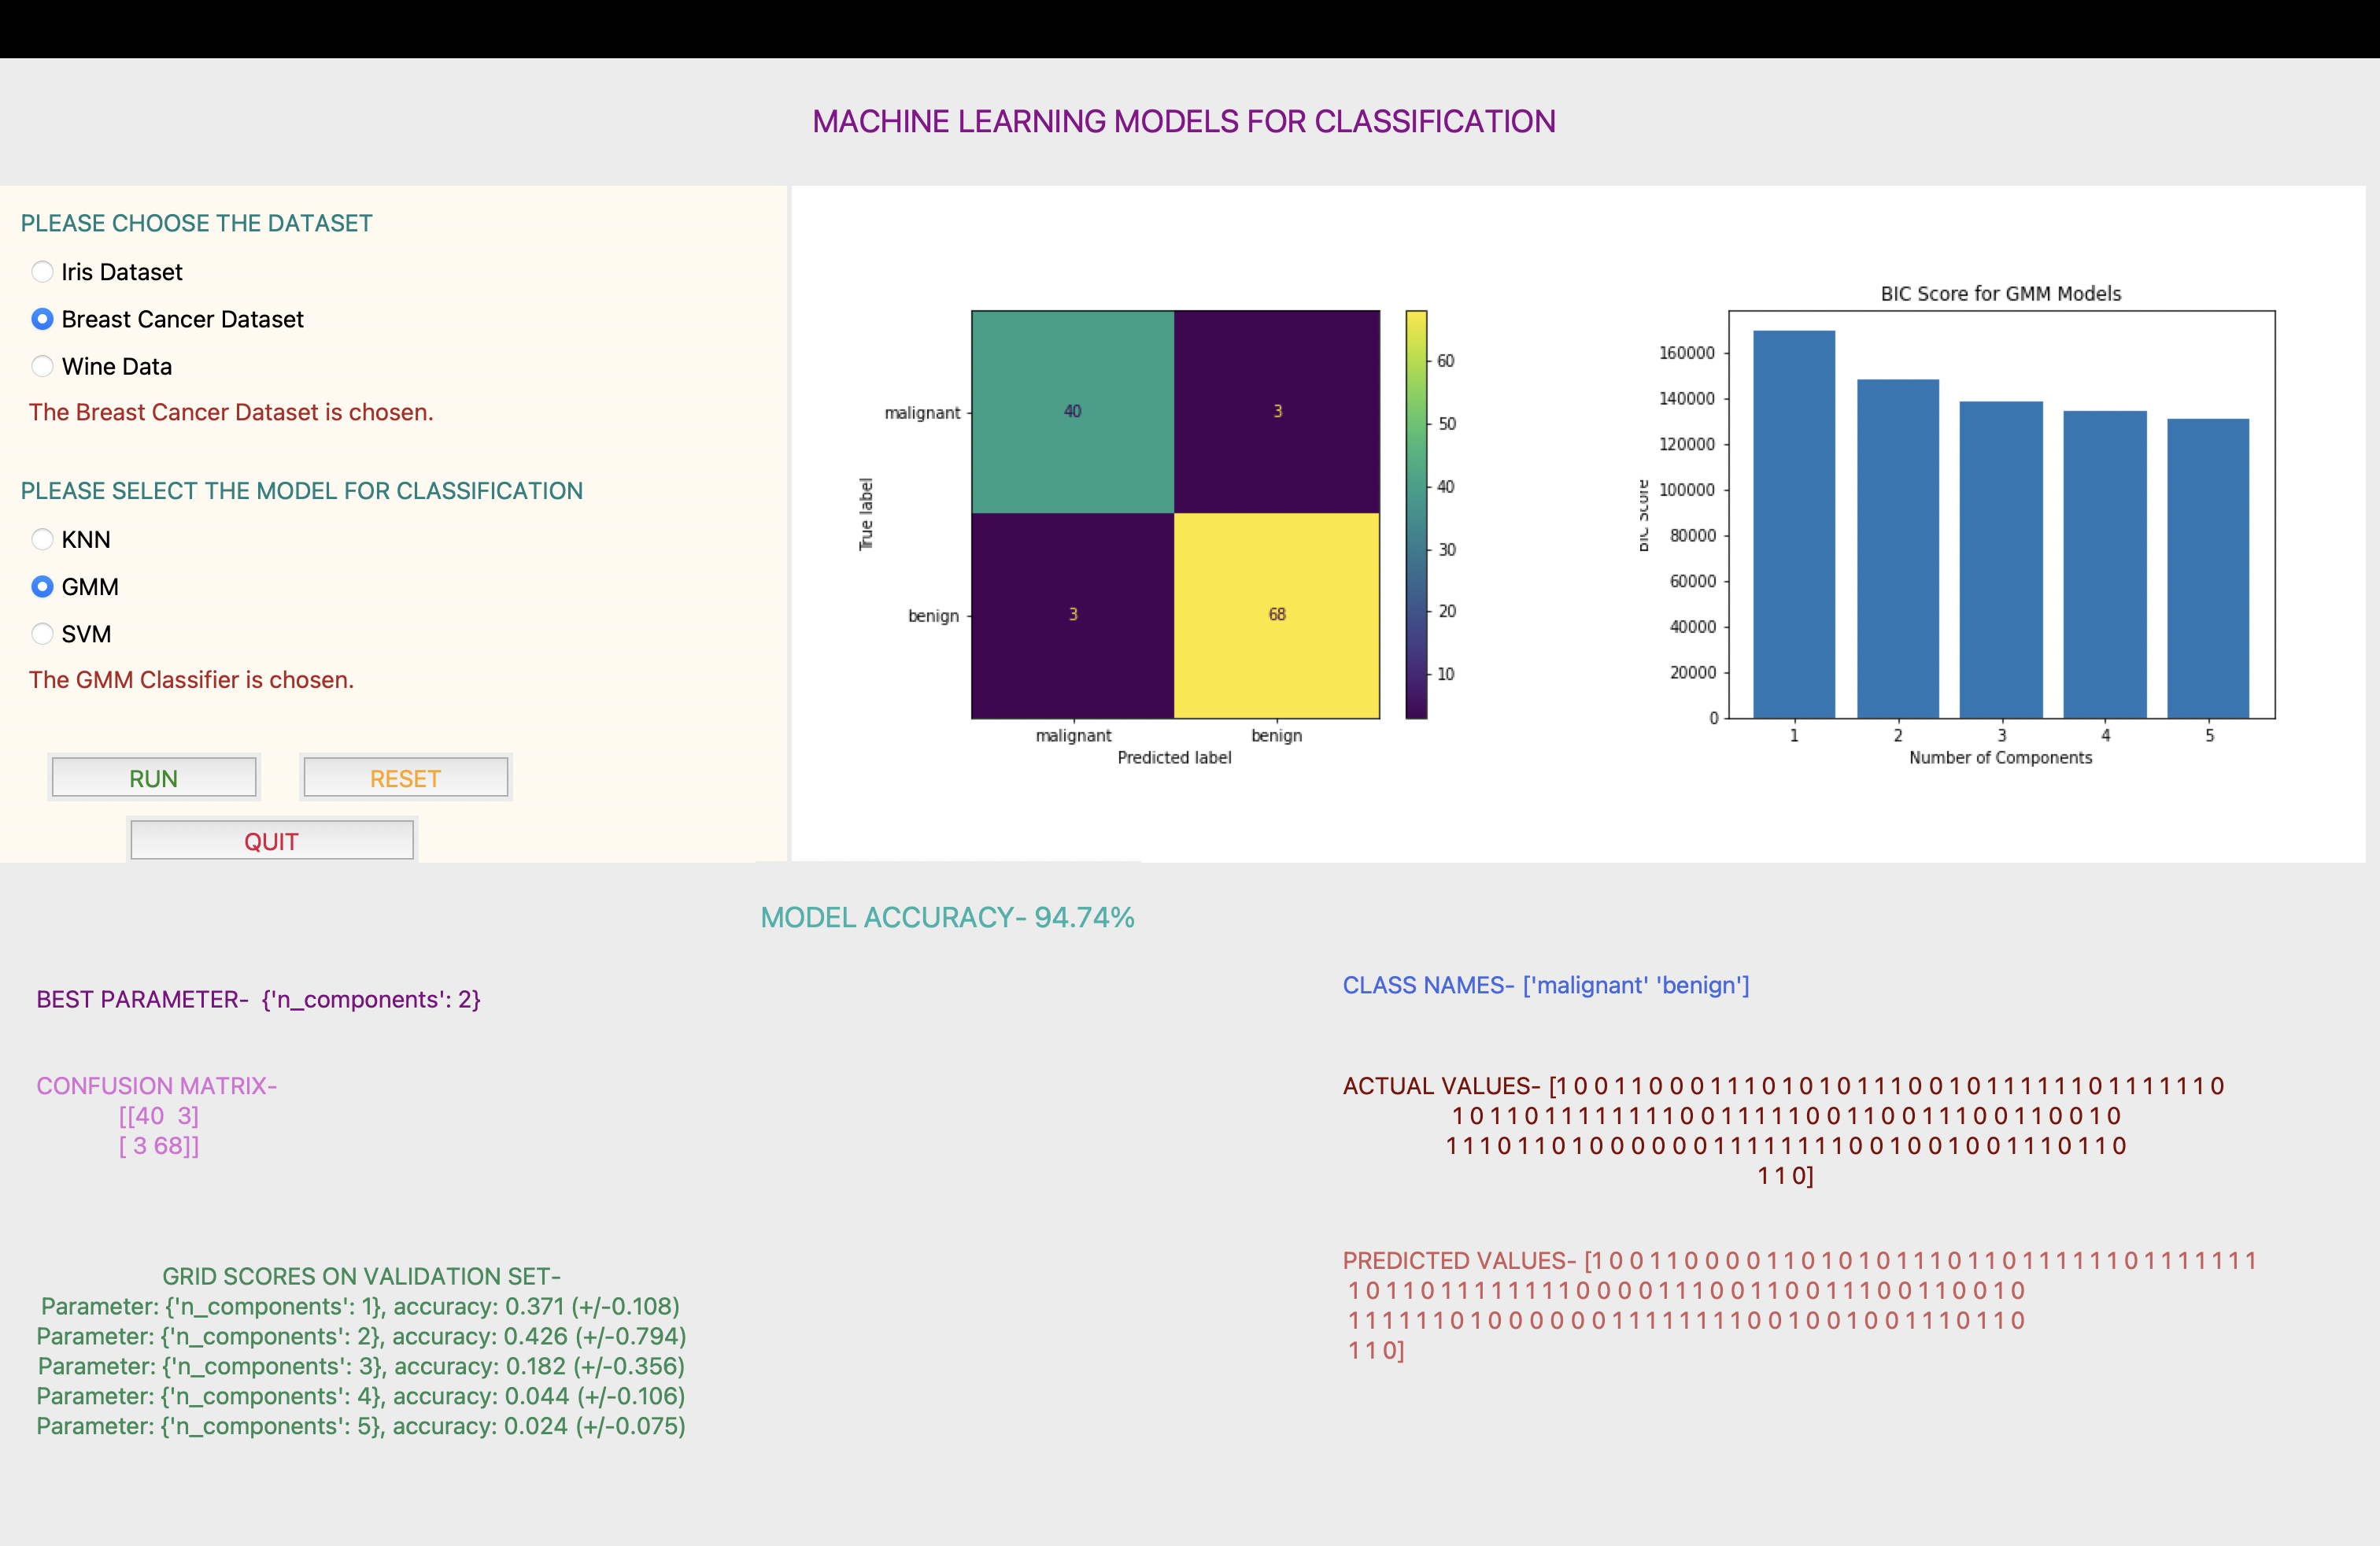 MACHINE LEARNING MODELS FOR CLASSIFICATION
PLEASE CHOOSE THE DATASET
Iris Dataset
Breast Cancer Dataset
Wine Data
The Breast Cancer Dataset is chosen.
PLEASE SELECT THE MODEL FOR CLASSIFICATION
KNN
GMM
SVM
The GMM Classifier is chosen.
RUN
RESET
QUIT
True label
malignant
benign
40
3
3
68
malignant
benign
Predicted label
60
50
40
30
20
10
BIC Score for GMM Models
BIC Score
160000
140000
120000
100000
80000
60000
40000
20000
0
1
2
3
4
5
Number of Components
MODEL ACCURACY- 94.74%
BEST PARAMETER- {'n_components': 2}
CONFUSION MATRIX-
[[40 3]
[ 3 68]]
GRID SCORES ON VALIDATION SET-
Parameter: {'n_components': 1}, accuracy: 0.371 (+/-0.108)
Parameter: {'n_components': 2}, accuracy: 0.426 (+/-0.794)
Parameter: {'n_components': 3}, accuracy: 0.182 (+/-0.356)
Parameter: {'n_components': 4}, accuracy: 0.044 (+/-0.106)
Parameter: {'n_components': 5}, accuracy: 0.024 (+/-0.075)
CLASS NAMES- ['malignant' 'benign']
ACTUAL VALUES- [1 0 0 1 1 0 0 0 1 1 1 0 1 0 1 0 1 1 1 0 0 1 0 1 1 1 1 1 1 0 1 1 1 1 1 1 0
1 0 1 1 0 1 1 1 1 1 1 1 1 0 0 1 1 1 1 1 0 0 1 1 0 0 1 1 1 0 0 1 1 0 0 1 0
1 1 1 0 1 1 0 1 0 0 0 0 0 0 1 1 1 1 1 1 1 1 0 0 1 0 0 1 0 0 1 1 1 0 1 1 0
1 1 0]
PREDICTED VALUES- [1 0 0 1 1 0 0 0 0 1 1 0 1 0 1 0 1 1 1 0 1 1 0 1 1 1 1 1 1 0 1 1 1 1 1 1 1
1 0 1 1 0 1 1 1 1 1 1 1 1 0 0 0 0 1 1 1 0 0 1 1 0 0 1 1 1 0 0 1 1 0 0 1 0
1 1 1 1 1 1 0 1 0 0 0 0 0 0 1 1 1 1 1 1 1 1 0 0 1 0 0 1 0 0 1 1 1 0 1 1 0
1 1 0]